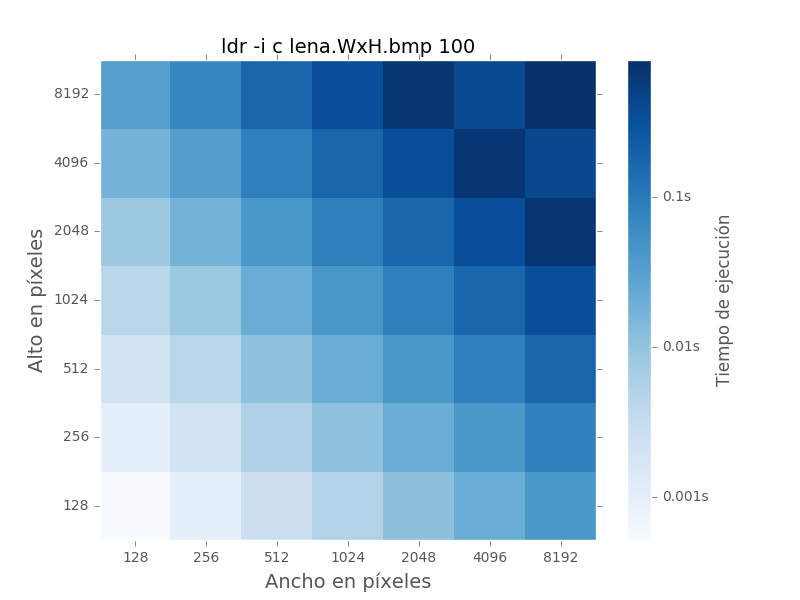 ldr -i c lena.WxH.bmp 100
8192
4096
2048
1024
512
256
128
Alto en píxeles
128 256 512 1024 2048 4096 8192
Ancho en píxeles
0.1s
0.01s
0.001s
Tiempo de ejecución